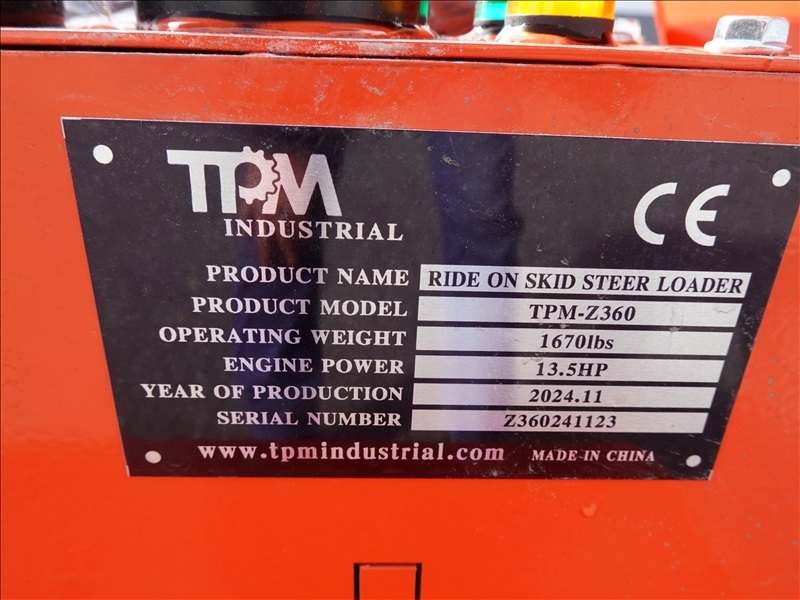 TPM
INDUSTRIAL
CE
PRODUCT NAME RIDE ON SKID STEER LOADER
PRODUCT MODEL TPM-Z360
OPERATING WEIGHT 1670lbs
ENGINE POWER 13.5HP
YEAR OF PRODUCTION 2024.11
SERIAL NUMBER Z360241123
www.tpmindustrial.com MADE IN CHINA